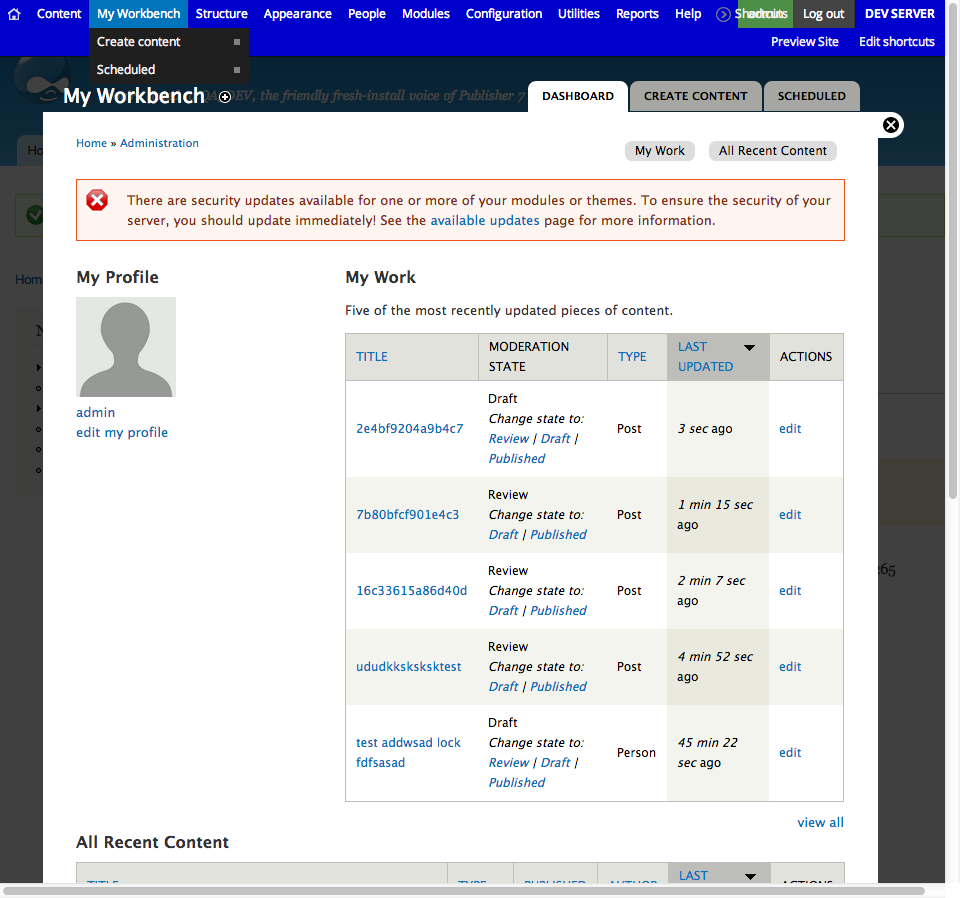 Content My Workbench Structure Appearance People Modules Configuration Utilities Reports Help Log out DEV SERVER
Create content Preview Site Edit shortcuts
Scheduled
My Workbench DEV, the friendly fresh-install voice of Publisher 7 DASHBOARD CREATE CONTENT SCHEDULED
Home » Administration My Work All Recent Content
There are security updates available for one or more of your modules or themes. To ensure the security of your
server, you should update immediately! See the available updates page for more information.
My Profile My Work
Five of the most recently updated pieces of content.
TITLE MODERATION STATE TYPE LAST UPDATED ACTIONS
admin
edit my profile
Draft
Change state to:
2e4bf9204a9b4c7 Review | Draft | Post 3 sec ago edit
Published
Review
7b80bfcf901e4c3 Change state to: Post 1 min 15 sec ago edit
Draft | Published
Review
16c33615a86d40d Change state to: Post 2 min 7 sec ago edit
Draft | Published
Review
ududkksksksktest Change state to: Post 4 min 52 sec ago edit
Draft | Published
Draft
test addwsad lock Change state to: Person 45 min 22 sec ago edit
fdfsasad Review | Draft |
Published
view all
All Recent Content
TITLE TYPE PUBLISHED AUTHOR LAST ACTIONS